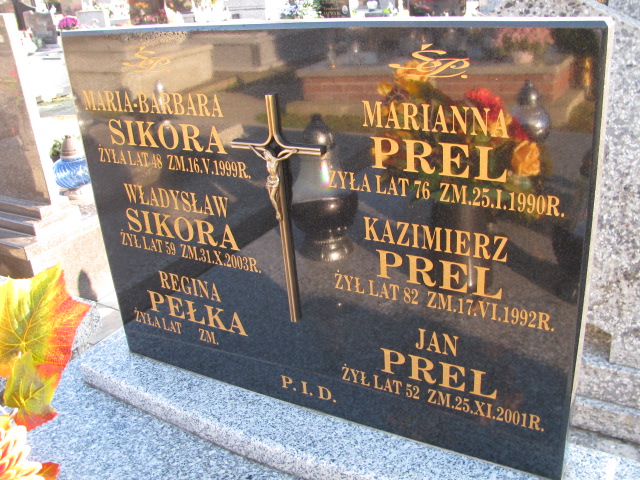 Ś.P.
MARIA-BARBARA
SIKORA
ŻYŁA LAT 48 ZM.16.V.1999R.
WŁADYSŁAW
SIKORA
ŻYŁ LAT 59 ZM.31.X.2003R.
REGINA
PEŁKA
ŻYŁA LAT ZM.
Ś.P.
MARIANNA
PREL
ŻYŁA LAT 76 ZM.25.I.1990R.
KAZIMIERZ
PREL
ŻYŁ LAT 82 ZM.17.VI.1992R.
JAN
PREL
ŻYŁ LAT 52 ZM.25.XI.2001R.
P.I.D.